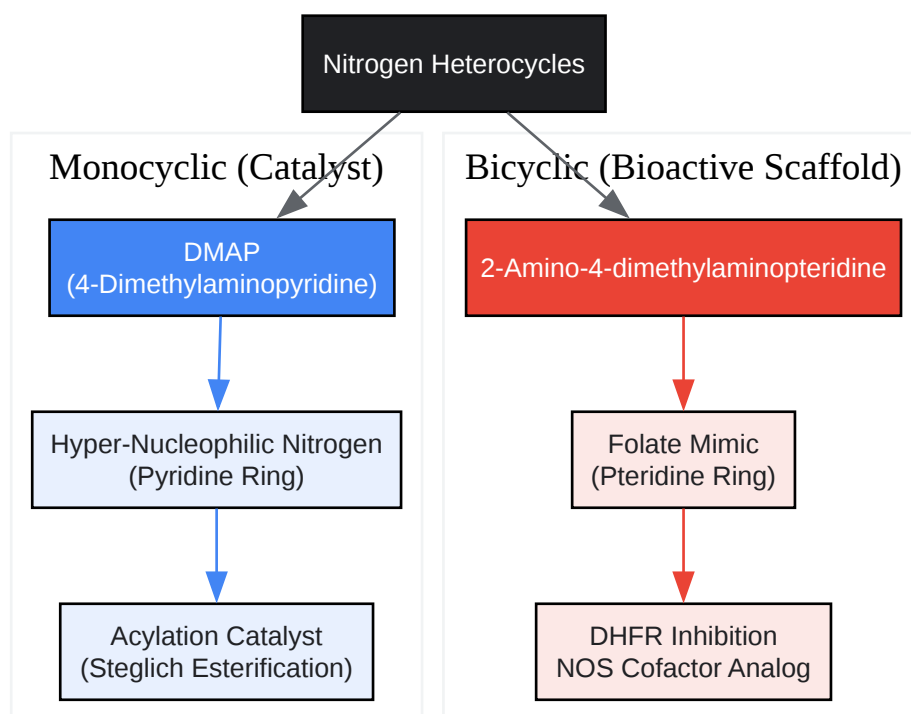 Nitrogen Heterocycles
Monocyclic (Catalyst)
DMAP
(4-Dimethylaminopyridine)
Hyper-Nucleophilic Nitrogen
(Pyridine Ring)
Acylation Catalyst
(Steglich Esterification)
Bicyclic (Bioactive Scaffold)
2-Amino-4-dimethylaminopteridine
Folate Mimic
(Pteridine Ring)
DHFR Inhibition
NOS Cofactor Analog